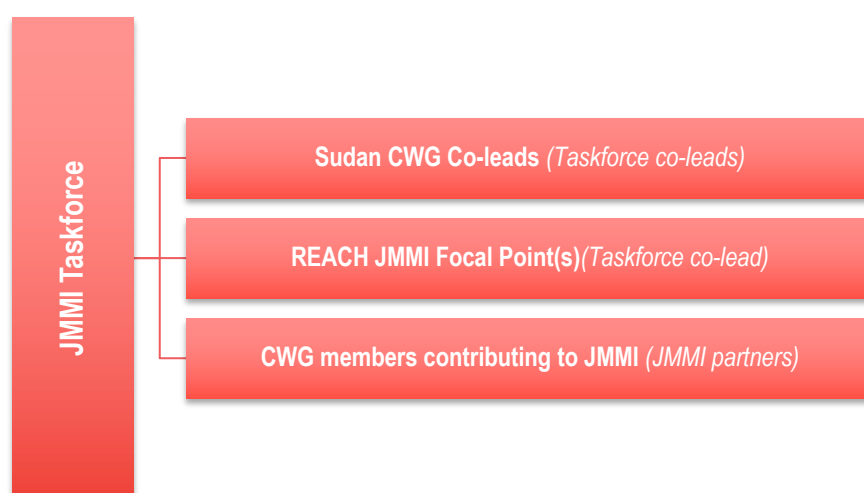 JMMI Taskforce
Sudan CWG Co-leads (Taskforce co-leads)
REACH JMMI Focal Point(s)(Taskforce co-lead)
CWG members contributing to JMMI (JMMI partners)